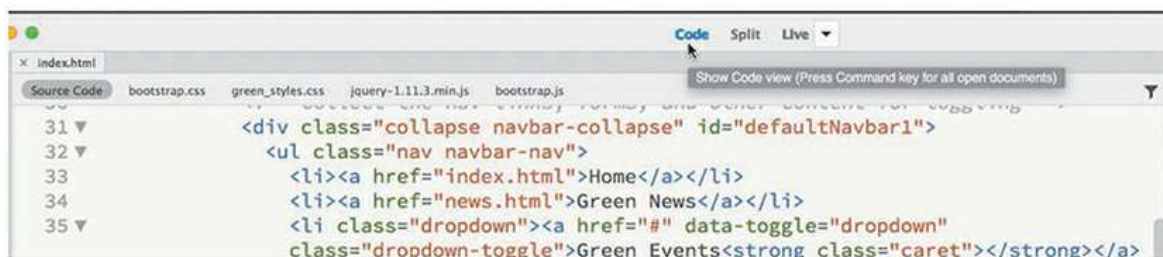 Code Split Live
× index.html
Show Code view (Press Command key for all open documents)
Source Code bootstrap.css green_styles.css jquery-1.11.3.min.js bootstrap.js
31 <div class="collapse navbar-collapse" id="defaultNavbar1">
32 <ul class="nav navbar-nav">
33 <li><a href="index.html">Home</a></li>
34 <li><a href="news.html">Green News</a></li>
35 <li class="dropdown"><a href="#" data-toggle="dropdown"
class="dropdown-toggle">Green Events<strong class="caret"></strong></a>